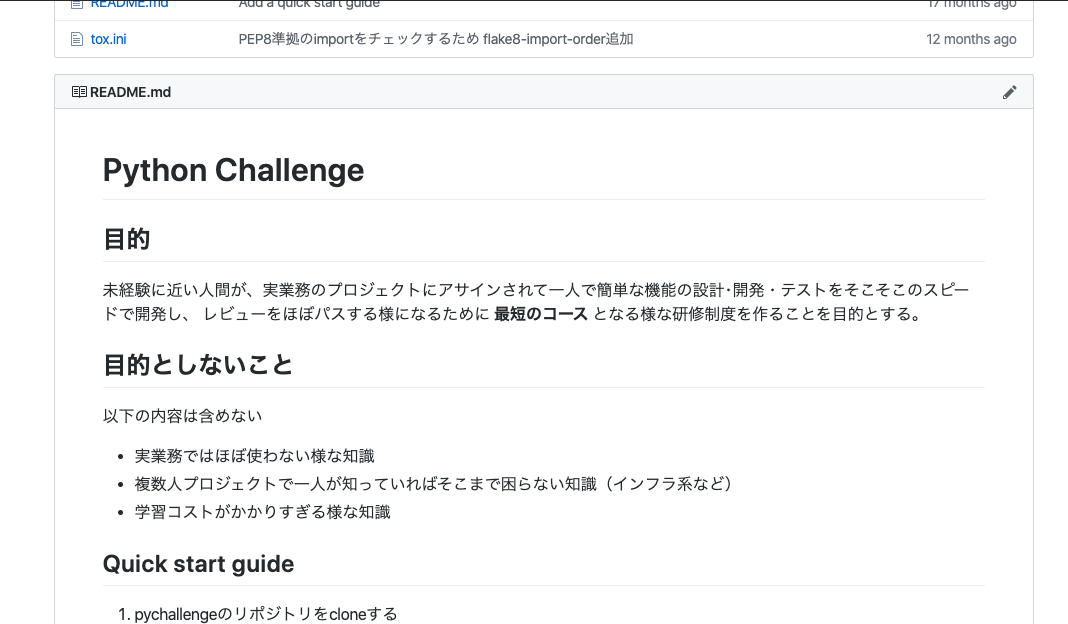 README.md Add a quick start guide 17 months ago
tox.ini PEP8準拠のimportをチェックするため flake8-import-order追加 12 months ago
README.md
Python Challenge
目的
未経験に近い人間が、実業務のプロジェクトにアサインされて一人で簡単な機能の設計･開発・テストをそこそこのスピー
ドで開発し、 レビューをほぼパスする様になるために 最短のコース となる様な研修制度を作ることを目的とする。
目的としないこと
以下の内容は含めない
• 実業務ではほぼ使わない様な知識
• 複数人プロジェクトで一人が知っていればそこまで困らない知識（インフラ系など）
• 学習コストがかかりすぎる様な知識
Quick start guide
1. pychallengeのリポジトリをcloneする